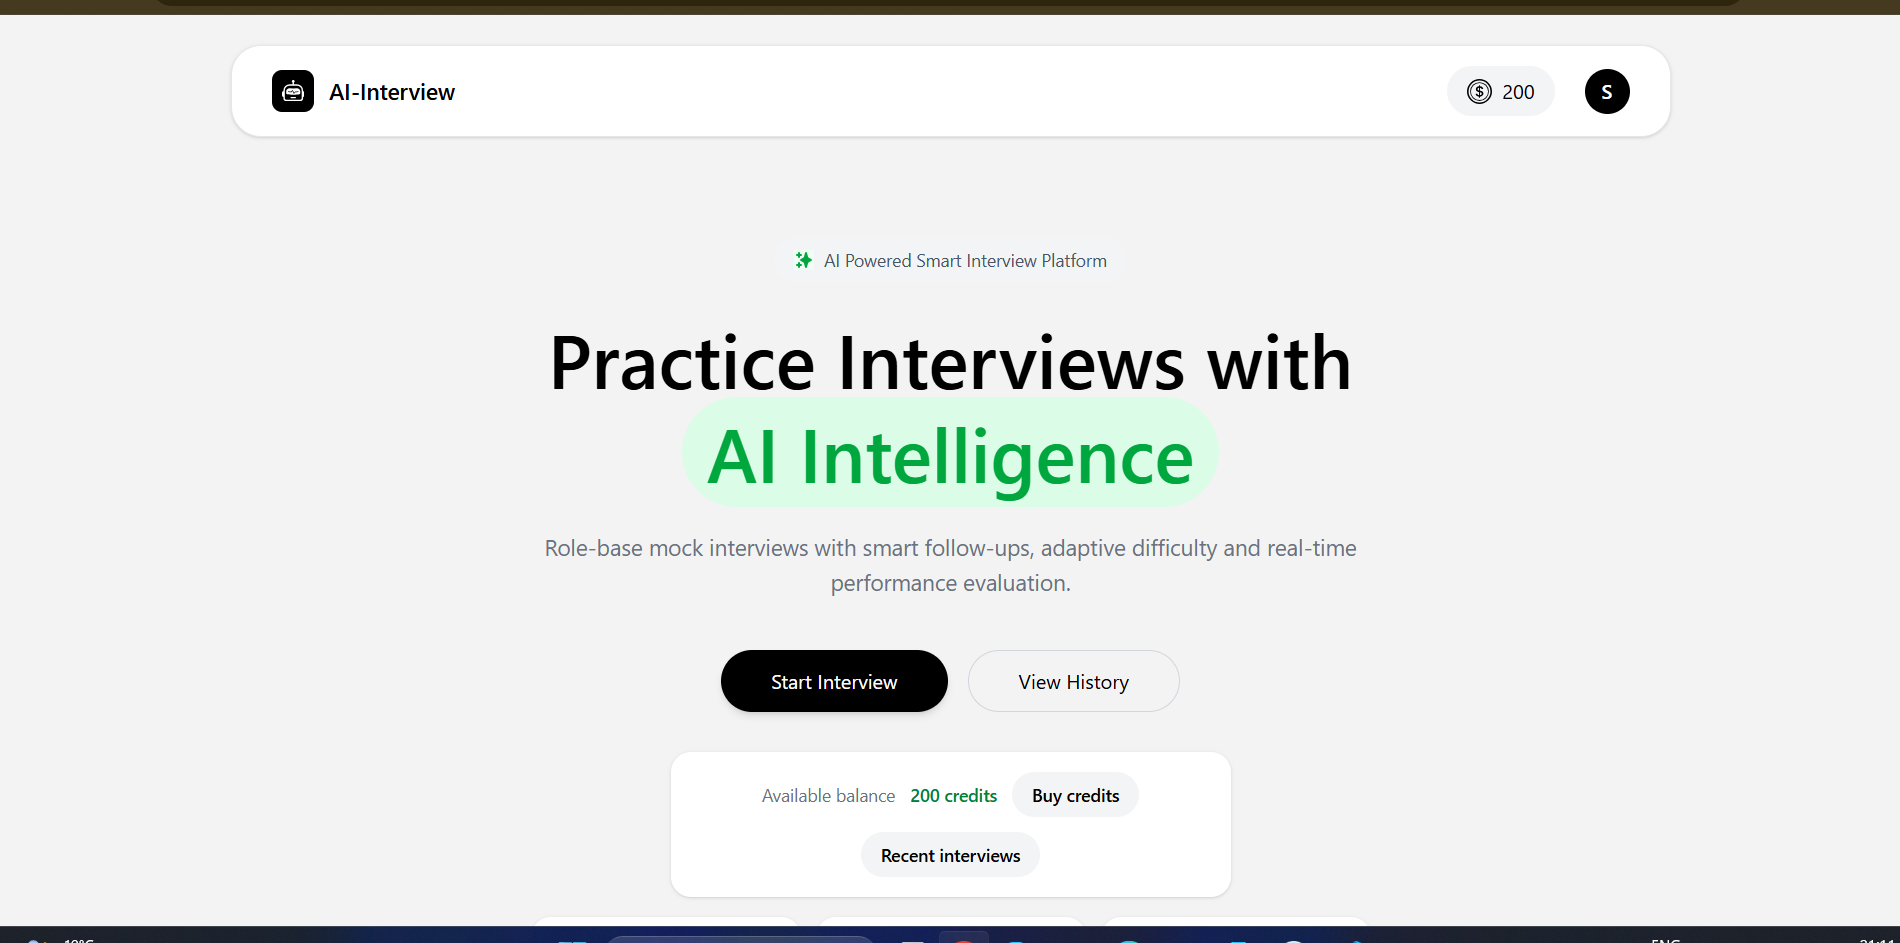 AI-Interview
200
S
AI Powered Smart Interview Platform
Practice Interviews with
AI Intelligence
Role-base mock interviews with smart follow-ups, adaptive difficulty and real-time
performance evaluation.
Start Interview
View History
Available balance 200 credits Buy credits
Recent interviews